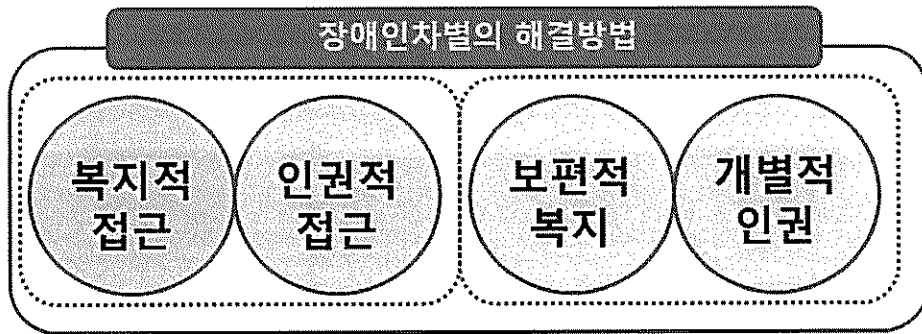 장애인차별의 해결방법
복지적
접근
인권적
접근
보편적
복지
개별적
인권